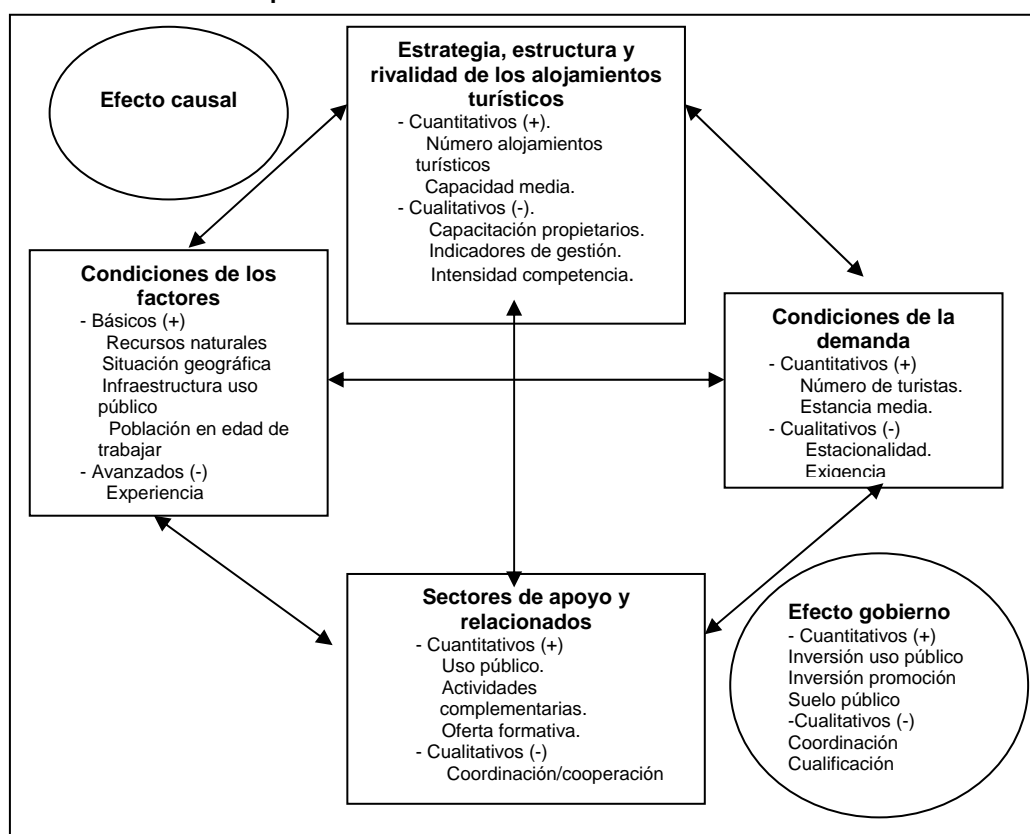 Efecto causal
Estrategia, estructura y
rivalidad de los alojamientos
turísticos
- Cuantitativos (+).
Número alojamientos
turísticos
Capacidad media.
- Cualitativos (-).
Capacitación propietarios.
Indicadores de gestión.
Intensidad competencia.
Condiciones de los
factores
- Básicos (+)
Recursos naturales
Situación geográfica
Infraestructura uso
público
Población en edad de
trabajar
- Avanzados (-)
Experiencia
Condiciones de la
demanda
- Cuantitativos (+)
Número de turistas.
Estancia media.
- Cualitativos (-)
Estacionalidad.
Exigencia
Sectores de apoyo y
relacionados
- Cuantitativos (+)
Uso público.
Actividades
complementarias.
Oferta formativa.
- Cualitativos (-)
Coordinación/cooperación
Efecto gobierno
- Cuantitativos (+)
Inversión uso público
Inversión promoción
Suelo público
-Cualitativos (-)
Coordinación
Cualificación